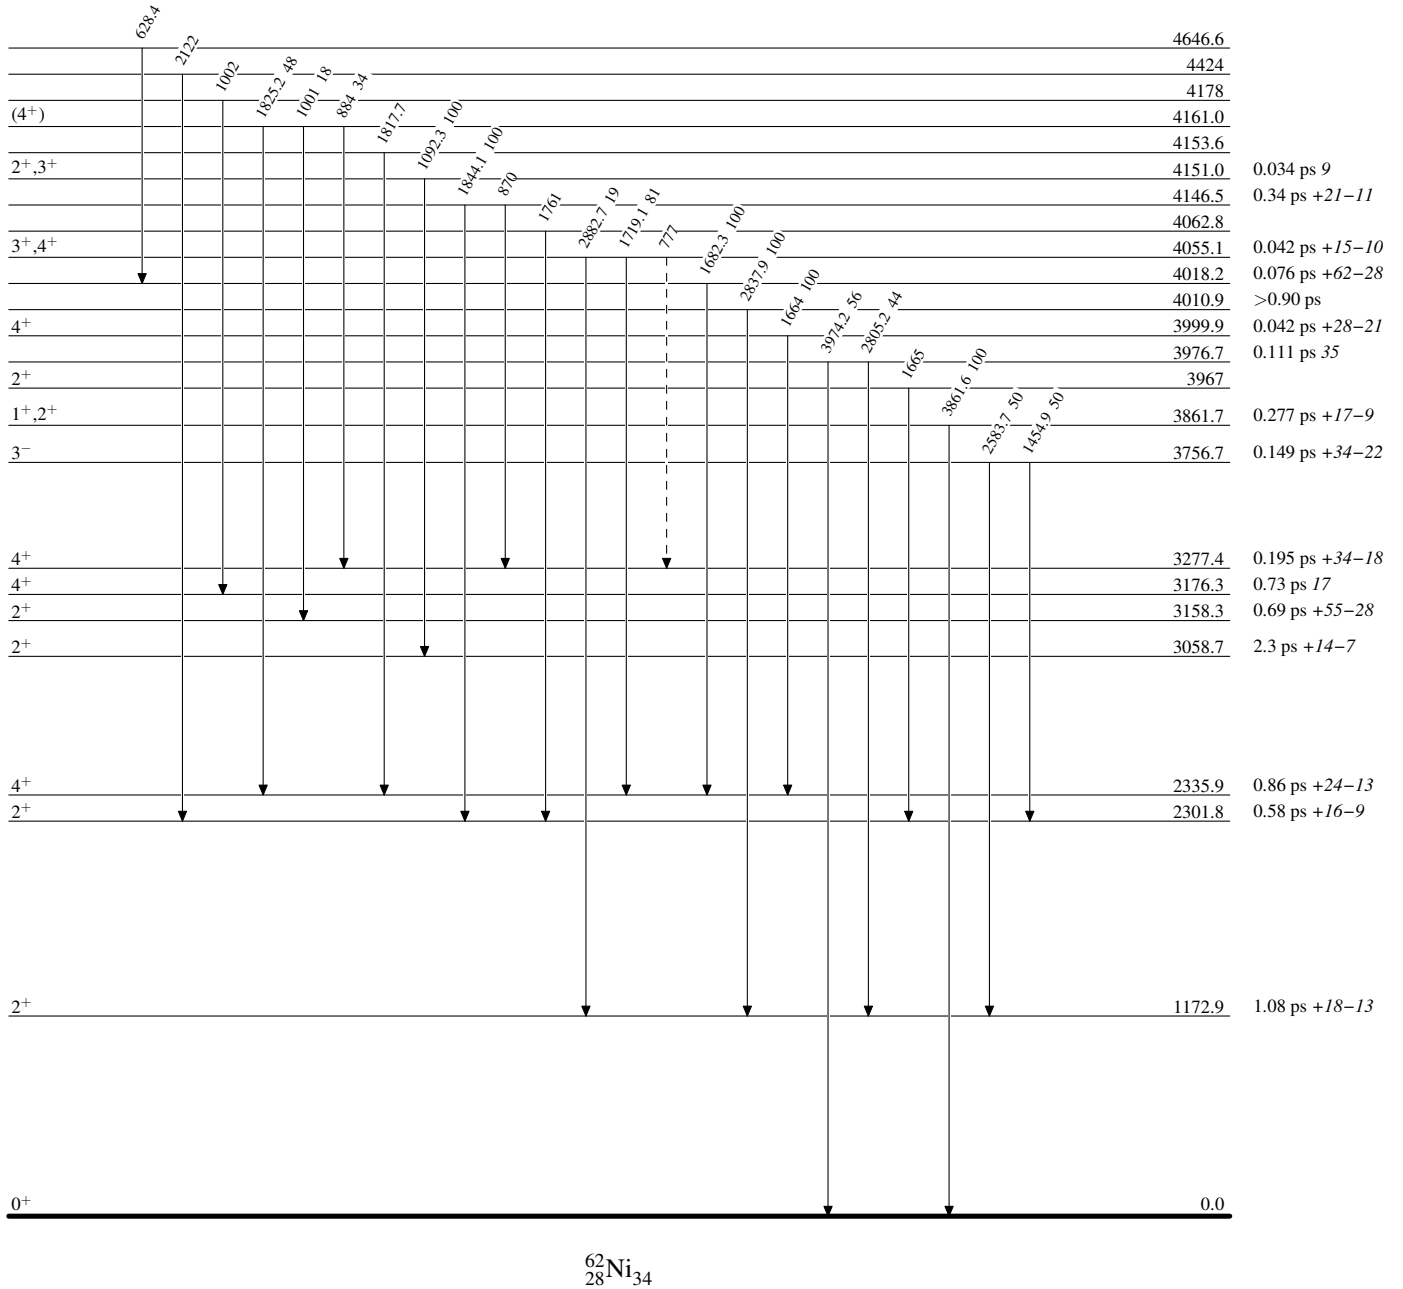 628.4
2122
1002
1825.2 48
1001 18
884 34
1817.7
1092.3 100
1844.1 100
870
1761
2882.7 19
1719.1 81
777
1682.3 100
2837.9 100
1664 100
3974.2 56
2805.2 44
1665
3861.6 100
2583.7 50
1454.9 50
4646.6
4424
4178
(4⁺) 4161.0
4153.6
2⁺,3⁺ 4151.0 0.034 ps 9
4146.5 0.34 ps +21−11
4062.8
3⁺,4⁺ 4055.1 0.042 ps +15−10
4018.2 0.076 ps +62−28
4010.9 >0.90 ps
4⁺ 3999.9 0.042 ps +28−21
3976.7 0.111 ps 35
2⁺ 3967
1⁺,2⁺ 3861.7 0.277 ps +17−9
3⁻ 3756.7 0.149 ps +34−22
4⁺ 3277.4 0.195 ps +34−18
4⁺ 3176.3 0.73 ps 17
2⁺ 3158.3 0.69 ps +55−28
2⁺ 3058.7 2.3 ps +14−7
4⁺ 2335.9 0.86 ps +24−13
2⁺ 2301.8 0.58 ps +16−9
2⁺ 1172.9 1.08 ps +18−13
0⁺ 0.0
⁶²₂₈Ni₃₄